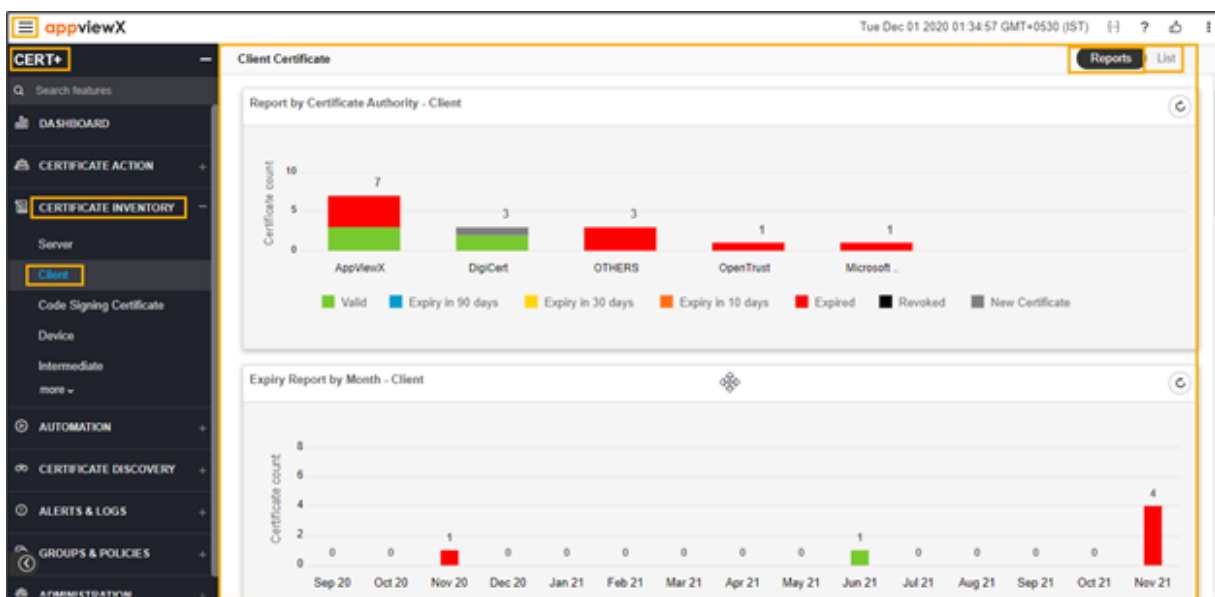 appviewX
Tue Dec 01 2020 01:34:57 GMT+0530 (IST) ?
CERT+
Search features
DASHBOARD
CERTIFICATE ACTION +
CERTIFICATE INVENTORY -
Server
Client
Code Signing Certificate
Device
Intermediate
more
AUTOMATION +
CERTIFICATE DISCOVERY +
ALERTS & LOGS +
GROUPS & POLICIES +
ADMINISTRATION
Client Certificate
Reports List
Report by Certificate Authority - Client
Certificate count
10
5
0
7 3 3 1 1
AppViewX DigiCert OTHERS OpenTrust Microsoft ..
Valid Expiry in 90 days Expiry in 30 days Expiry in 10 days Expired Revoked New Certificate
Expiry Report by Month - Client
Certificate count
8
6
4
2
0
0 0 1 0 0 0 0 0 0 1 0 0 0 0 4
Sep 20 Oct 20 Nov 20 Dec 20 Jan 21 Feb 21 Mar 21 Apr 21 May 21 Jun 21 Jul 21 Aug 21 Sep 21 Oct 21 Nov 21